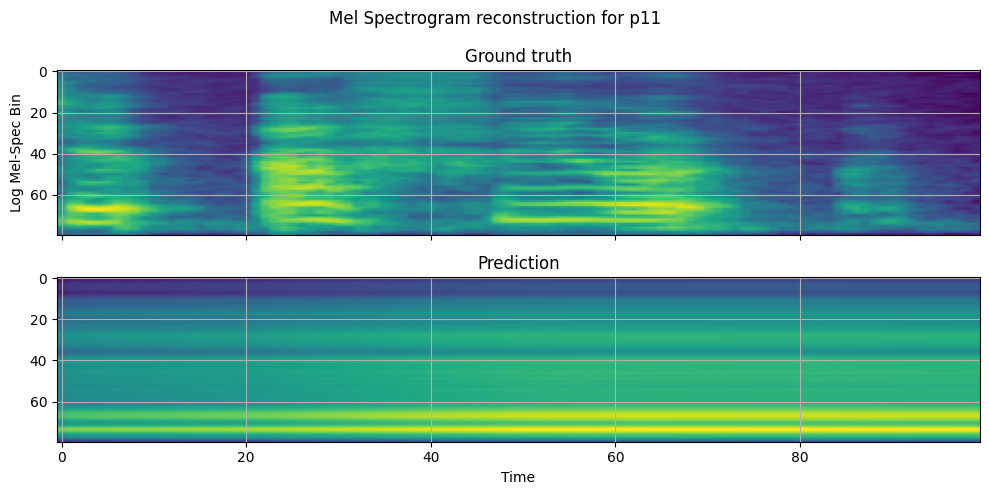 Mel Spectrogram reconstruction for p11
Ground truth
Log Mel-Spec Bin
0
20
40
60
Prediction
0
20
40
60
0 20 40 60 80
Time